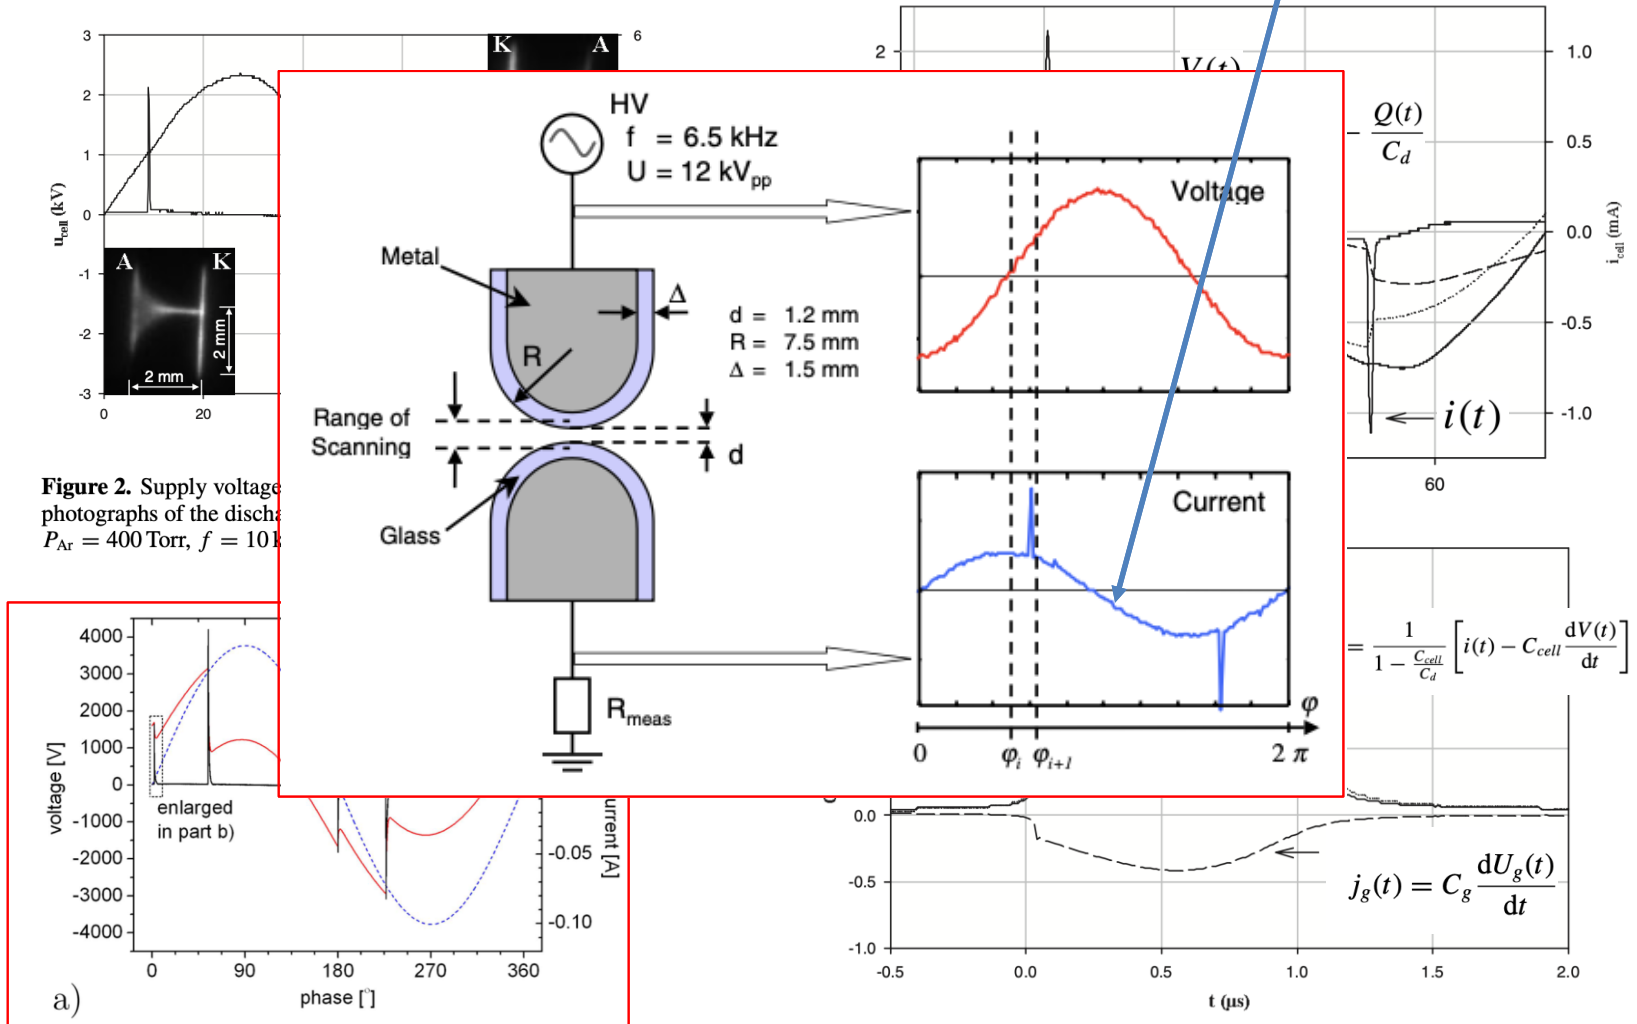 3
2
1
0
-1
-2
-3
u_cell (kV)
0
20
K
A
6
A
K
2 mm
2 mm
Figure 2. Supply voltage
photographs of the discha
P_Ar = 400 Torr, f = 10 k
HV
f = 6.5 kHz
U = 12 kV_pp
Metal
Δ
d = 1.2 mm
R = 7.5 mm
Δ = 1.5 mm
R
Range of
Scanning
d
Glass
R_meas
Voltage
Current
φ
0
φ_i
φ_{i+1}
2 π
2
V(t)
− Q(t)/C_d
1.0
0.5
0.0
-0.5
-1.0
i_cell (mA)
i(t)
60
4000
3000
2000
1000
0
-1000
-2000
-3000
-4000
voltage [V]
enlarged
in part b)
-0.05
-0.10
urrent [A]
0
90
180
270
360
phase [°]
a)
= 1/(1 − C_cell/C_d) [i(t) − C_cell dV(t)/dt]
0.0
-0.5
-1.0
j_g(t) = C_g dU_g(t)/dt
-0.5
0.0
0.5
1.0
1.5
2.0
t (μs)